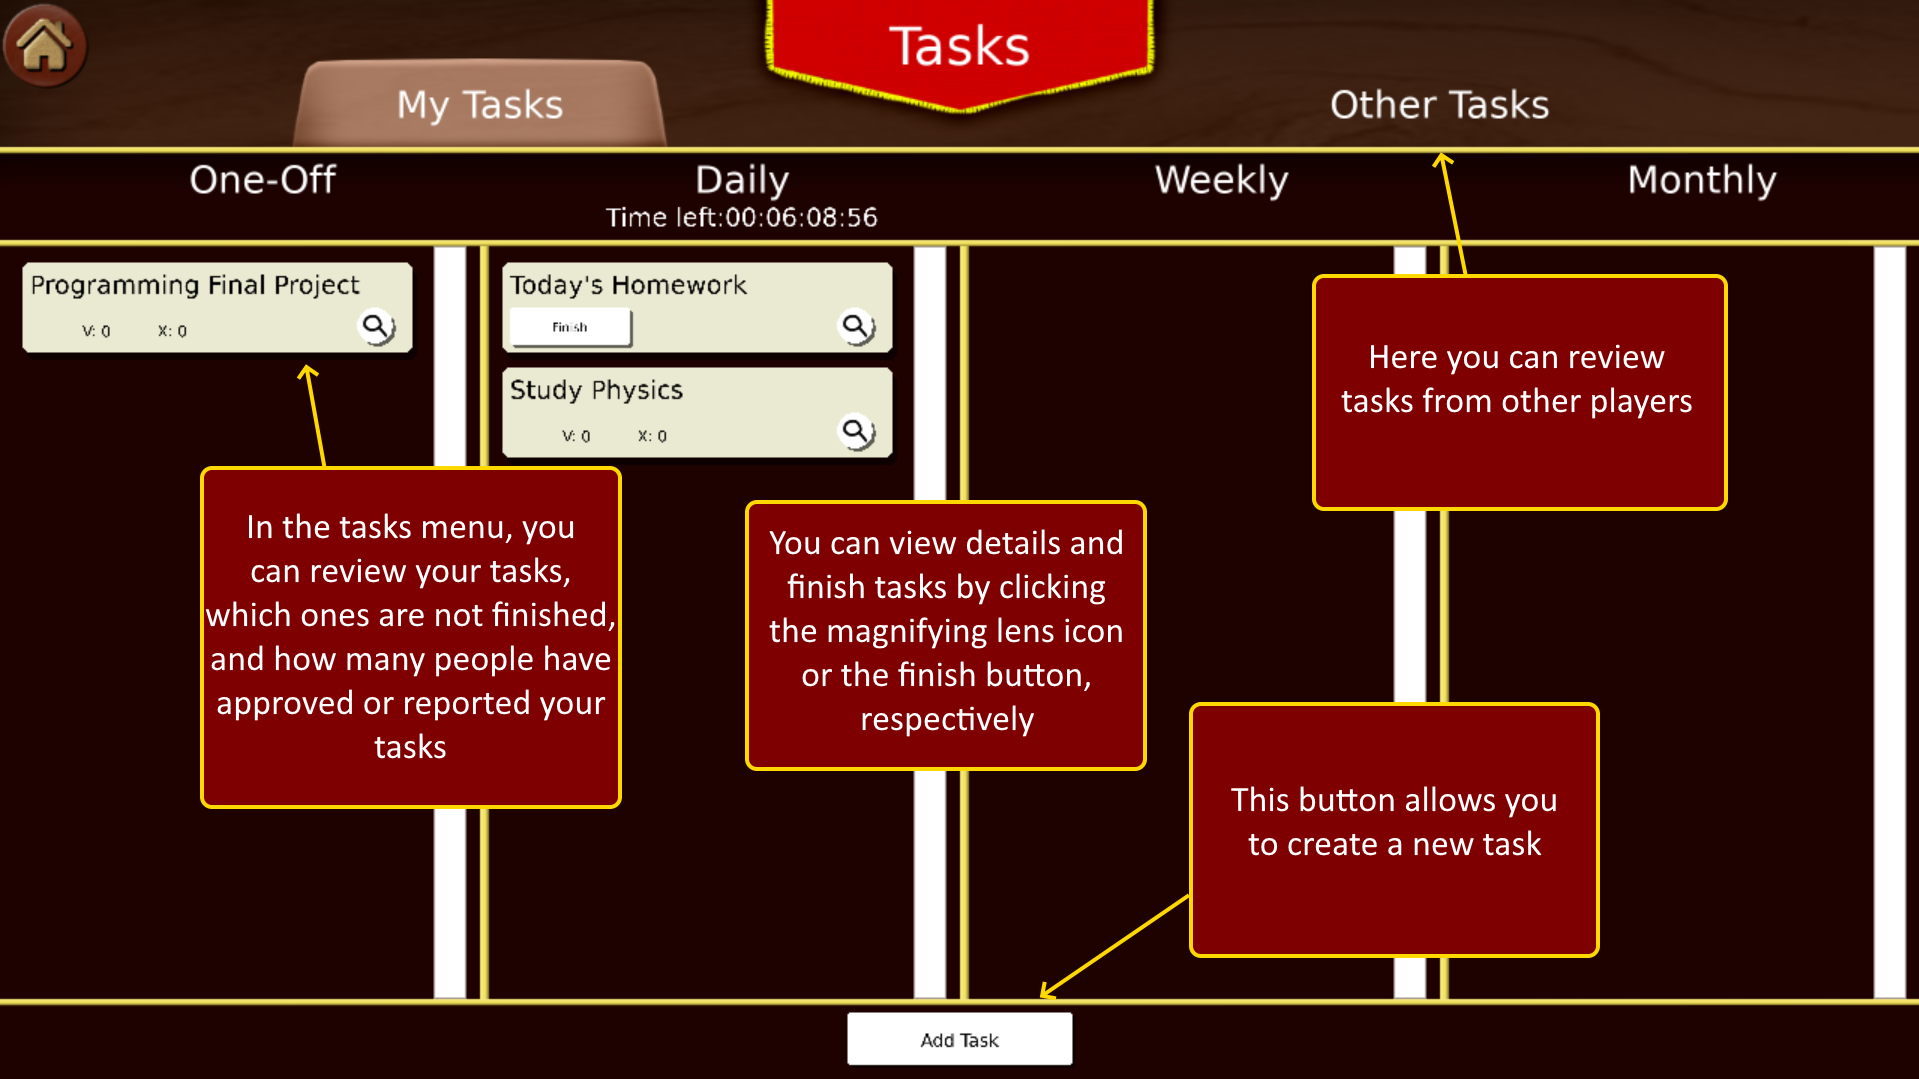 Tasks
My Tasks
Other Tasks
One-Off
Daily
Weekly
Monthly
Time left:00:06:08:56
Programming Final Project
V: 0 X: 0
Today's Homework
Finish
Study Physics
V: 0 X: 0
Here you can review
tasks from other players
In the tasks menu, you
can review your tasks,
which ones are not finished,
and how many people have
approved or reported your
tasks
You can view details and
finish tasks by clicking
the magnifying lens icon
or the finish button,
respectively
This button allows you
to create a new task
Add Task